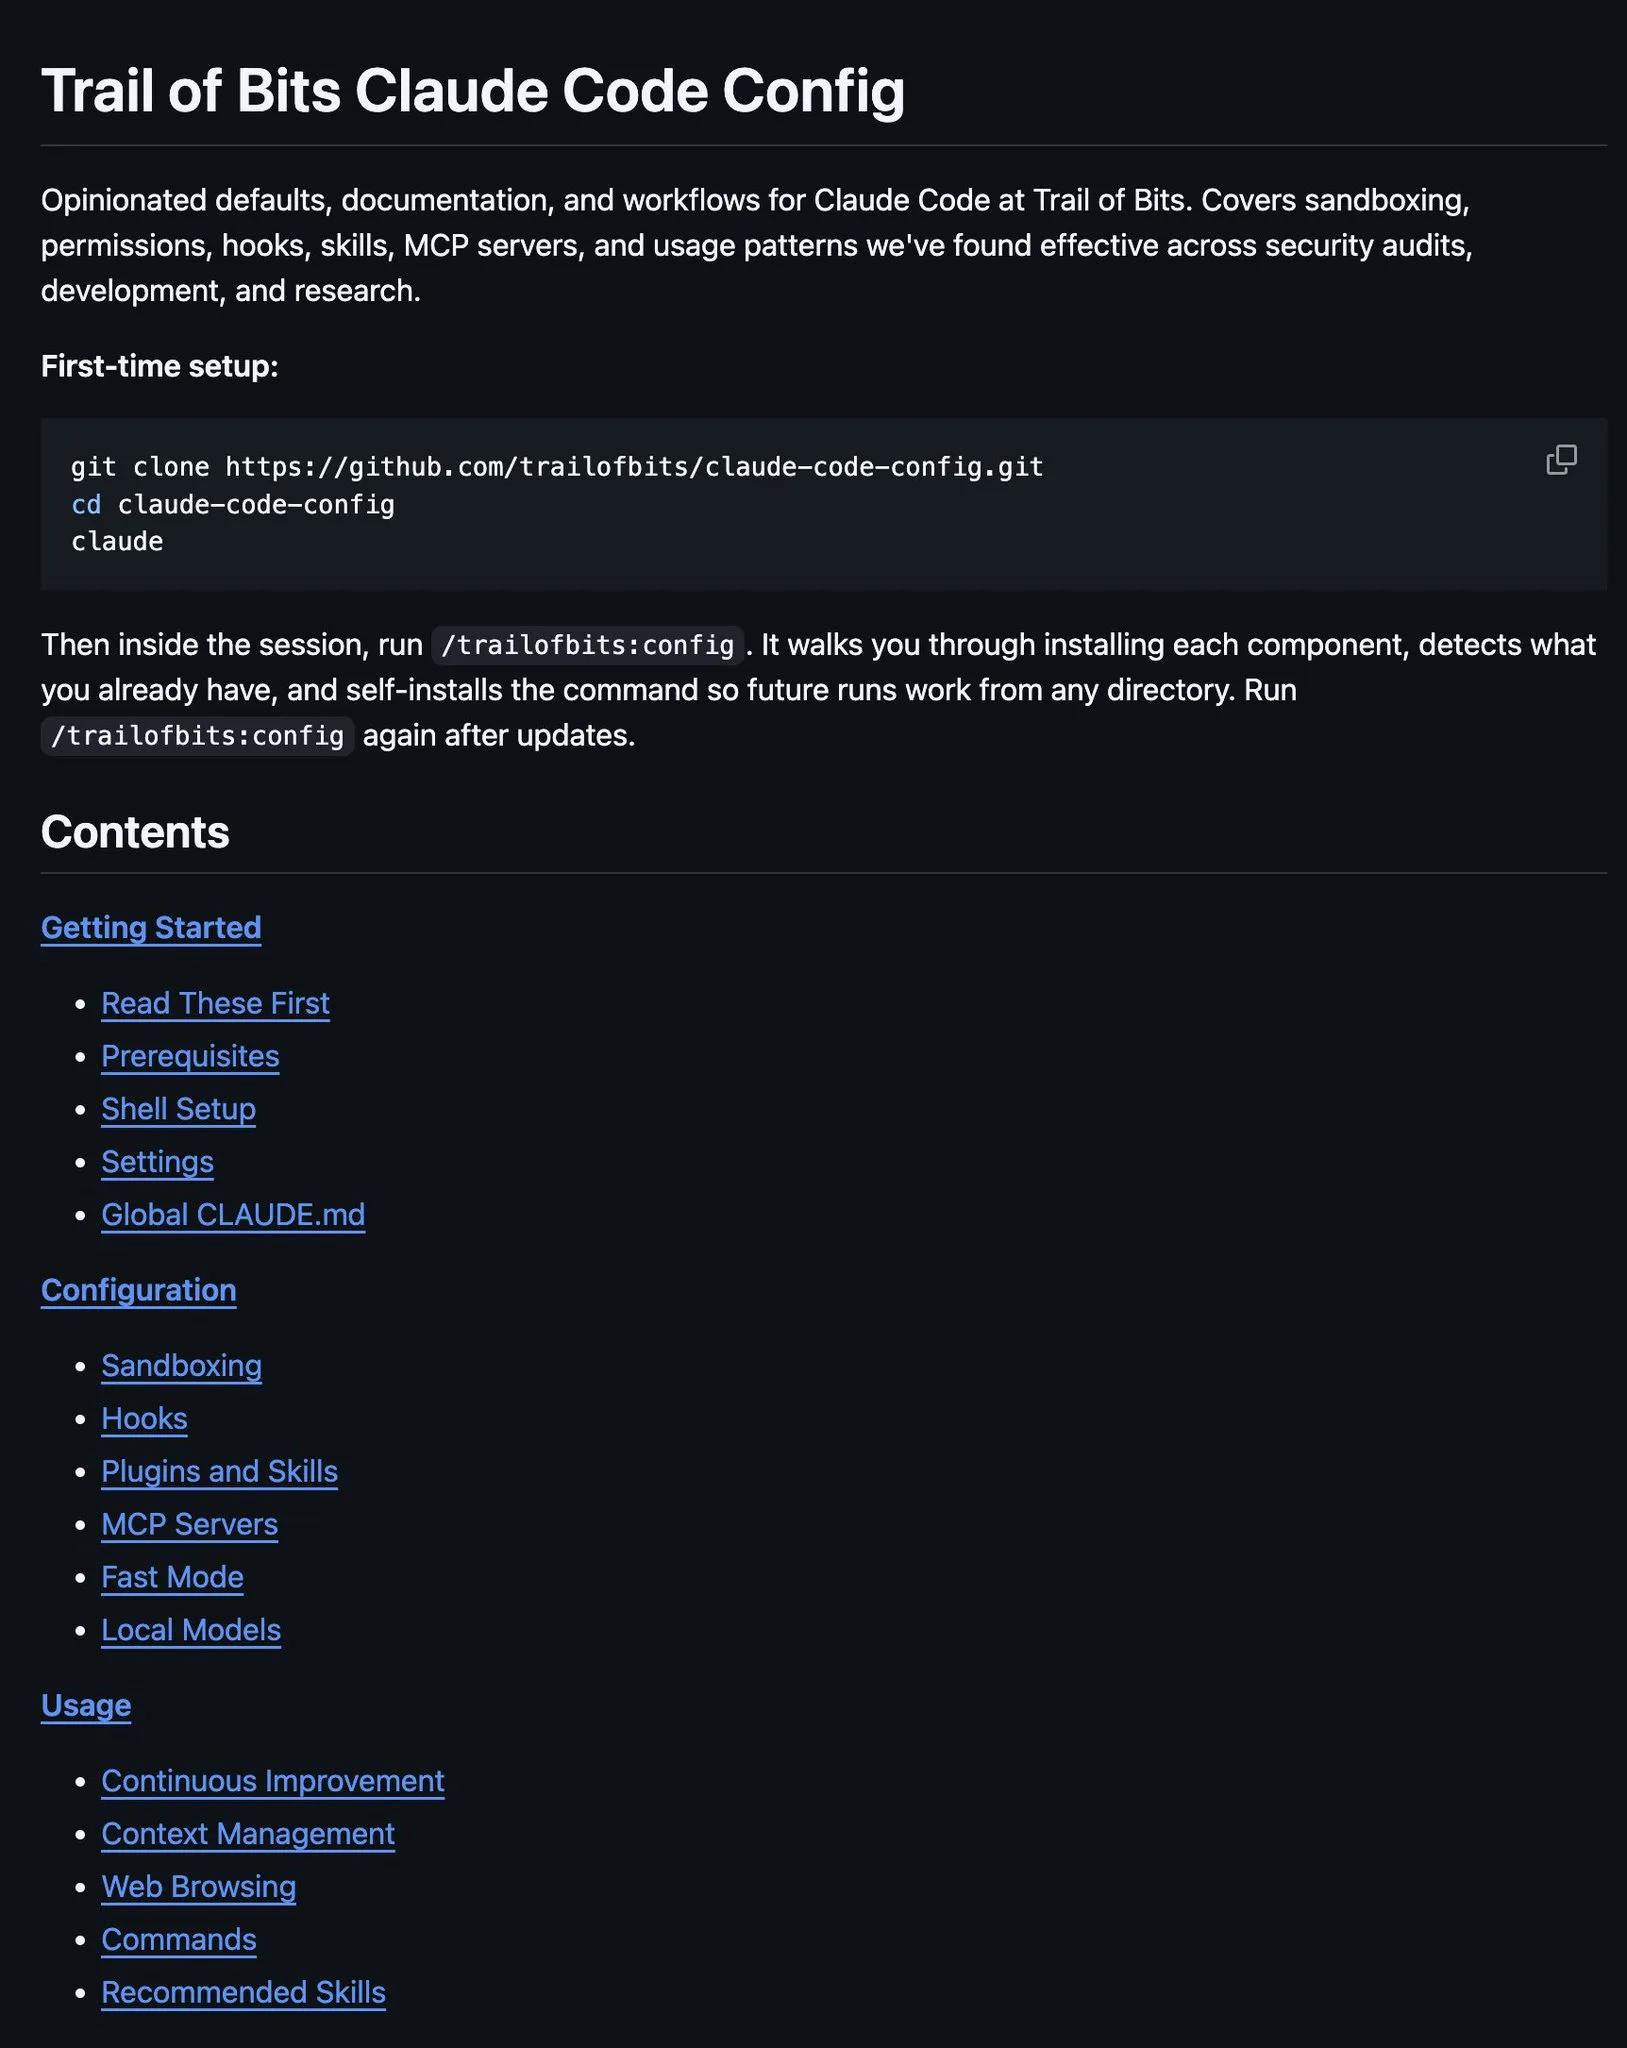 Trail of Bits Claude Code Config
Opinionated defaults, documentation, and workflows for Claude Code at Trail of Bits. Covers sandboxing,
permissions, hooks, skills, MCP servers, and usage patterns we've found effective across security audits,
development, and research.
First-time setup:
git clone https://github.com/trailofbits/claude-code-config.git
cd claude-code-config
claude
Then inside the session, run /trailofbits:config. It walks you through installing each component, detects what
you already have, and self-installs the command so future runs work from any directory. Run
/trailofbits:config again after updates.
Contents
Getting Started
• Read These First
• Prerequisites
• Shell Setup
• Settings
• Global CLAUDE.md
Configuration
• Sandboxing
• Hooks
• Plugins and Skills
• MCP Servers
• Fast Mode
• Local Models
Usage
• Continuous Improvement
• Context Management
• Web Browsing
• Commands
• Recommended Skills